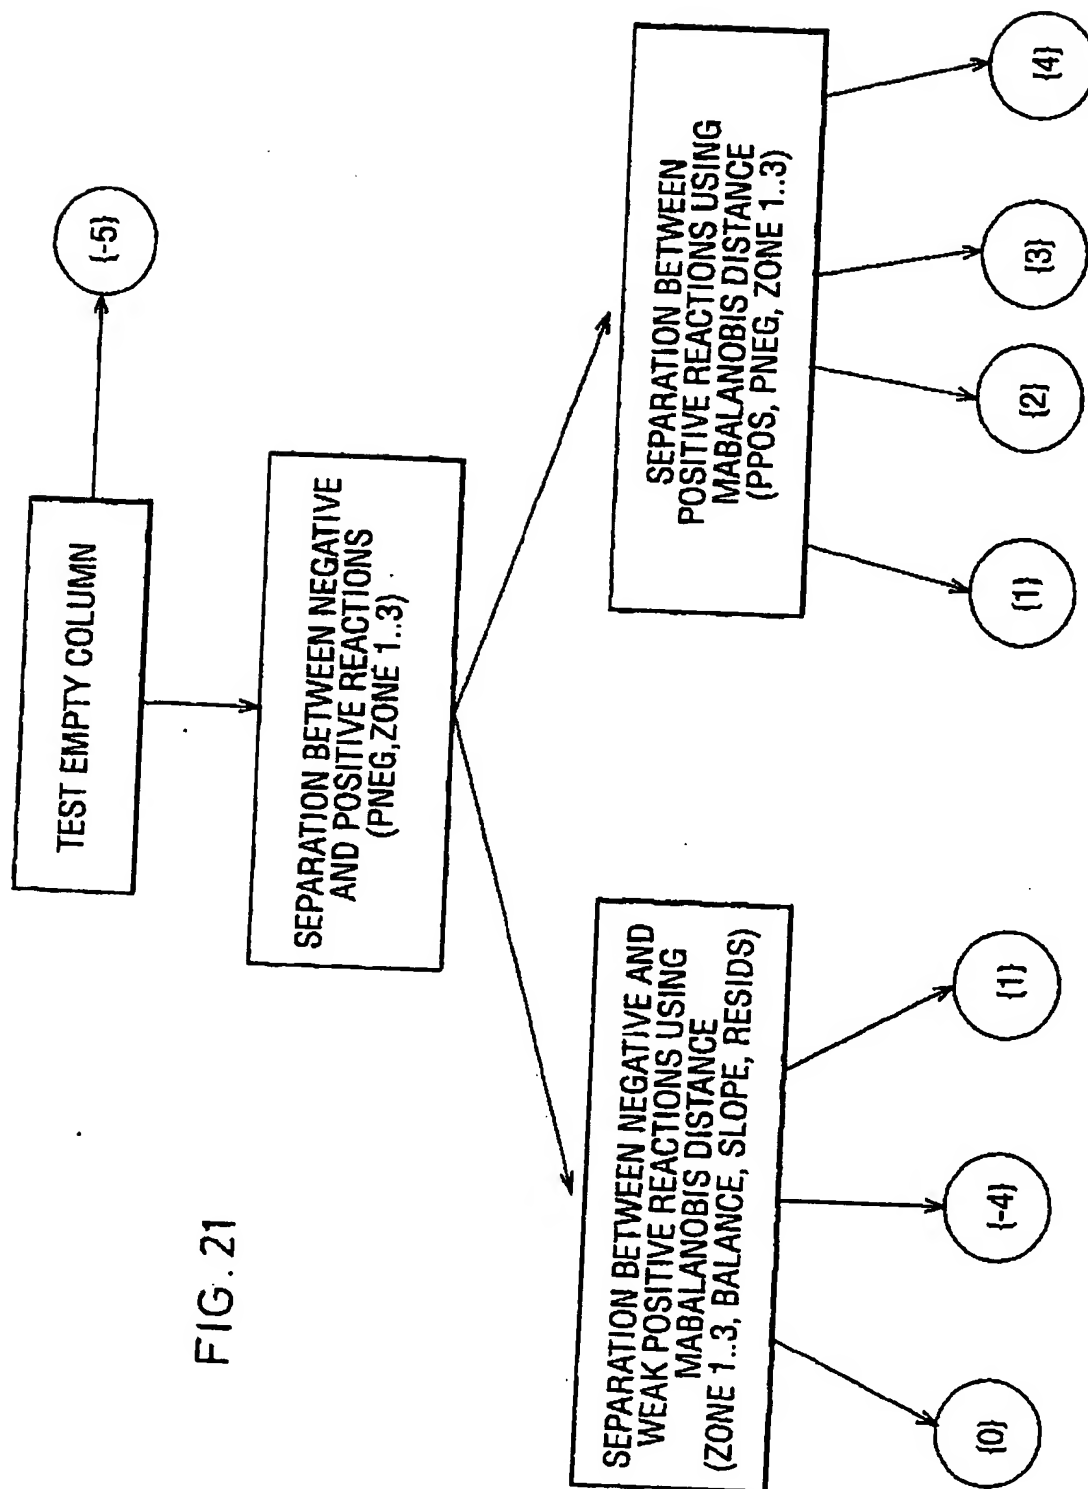 FIG. 21
TEST EMPTY COLUMN
{-5}
SEPARATION BETWEEN NEGATIVE
AND POSITIVE REACTIONS
(PNEG,ZONE 1..3)
SEPARATION BETWEEN NEGATIVE AND
WEAK POSITIVE REACTIONS USING
MABALANOBIS DISTANCE
(ZONE 1..3, BALANCE, SLOPE, RESIDS)
SEPARATION BETWEEN
POSITIVE REACTIONS USING
MABALANOBIS DISTANCE
(PPOS, PNEG, ZONE 1..3)
{0}
{-4}
{1}
{1}
{2}
{3}
{4}